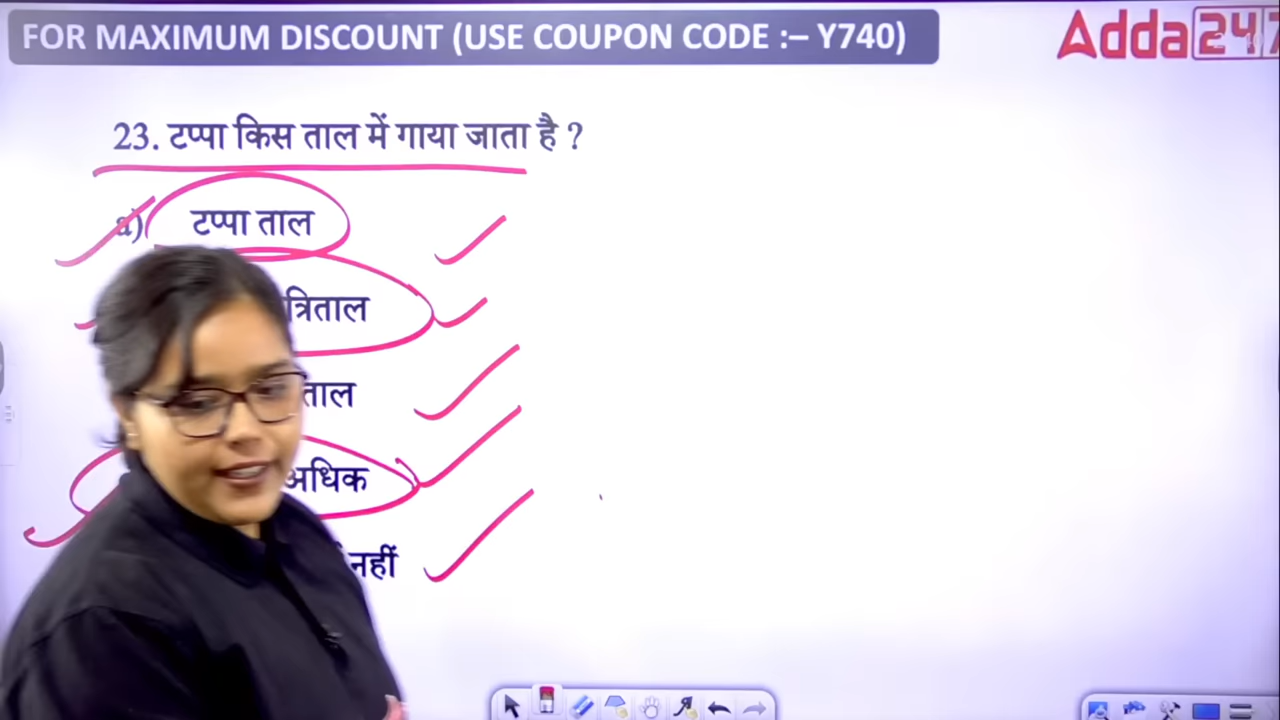 FOR MAXIMUM DISCOUNT (USE COUPON CODE :– Y740)
Adda247
23. टप्पा किस ताल में गाया जाता है ?
a) टप्पा ताल
त्रिताल
ताल
अधिक
नहीं